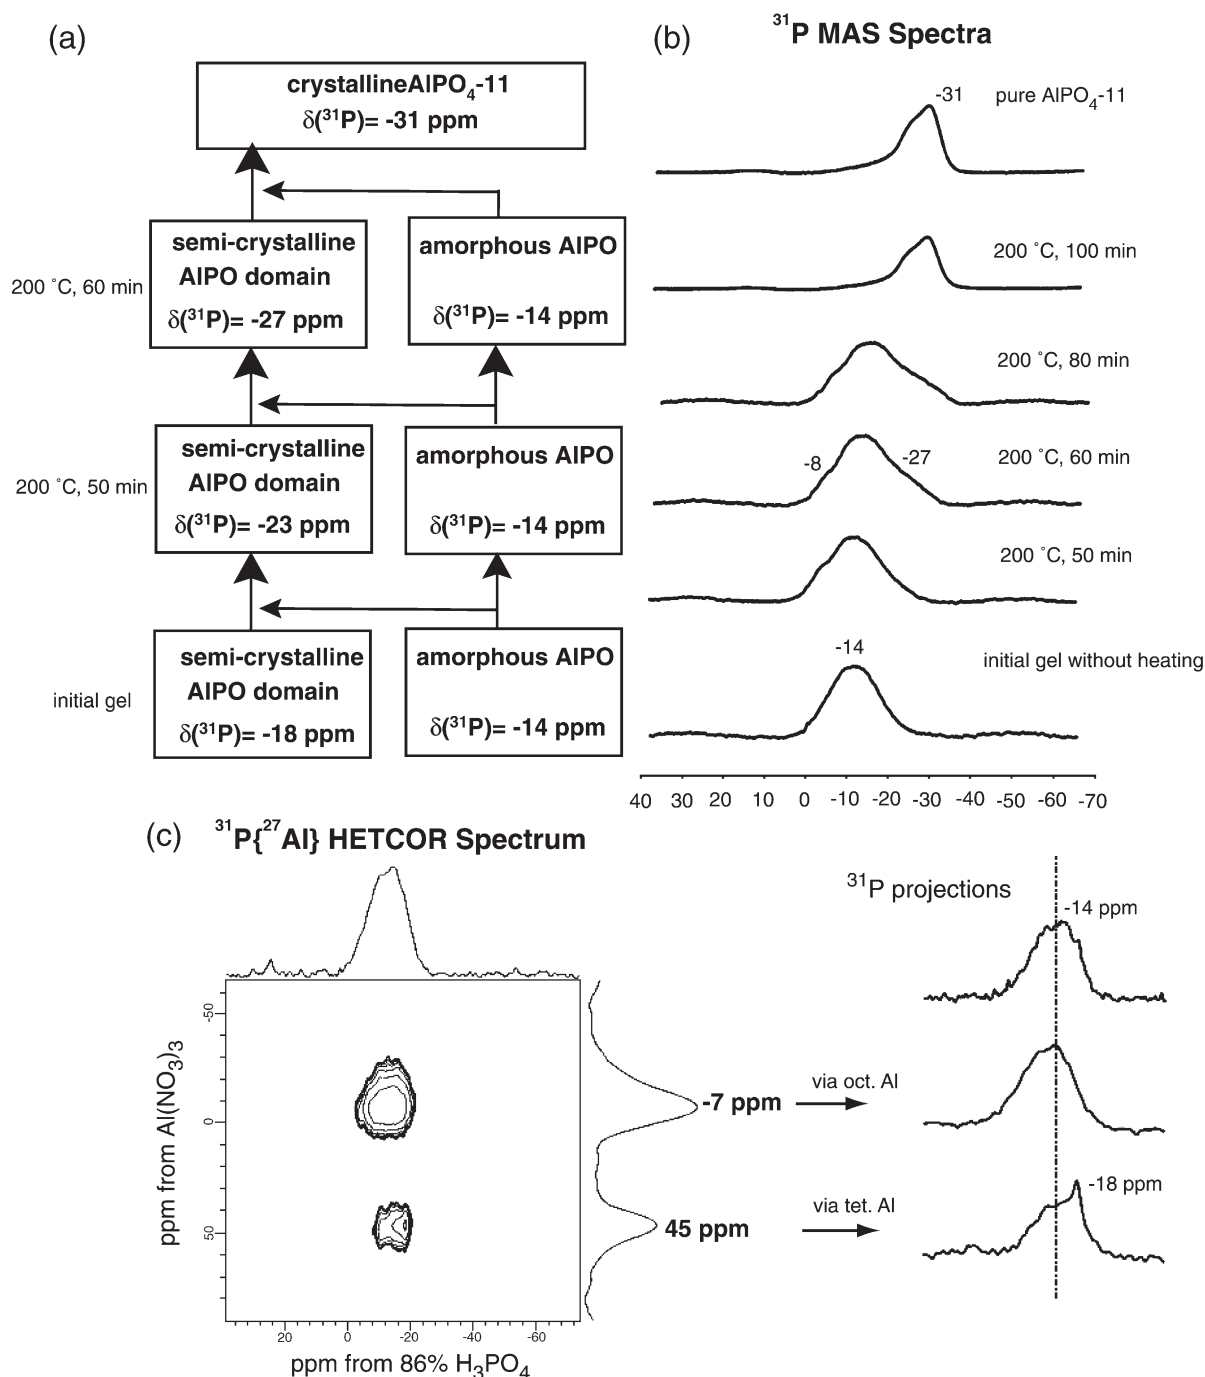 (a)
crystallineAlPO4-11
δ(31P)= -31 ppm
semi-crystalline
AlPO domain
δ(31P)= -27 ppm
amorphous AlPO
δ(31P)= -14 ppm
200 ˚C, 60 min
semi-crystalline
AlPO domain
δ(31P)= -23 ppm
amorphous AlPO
δ(31P)= -14 ppm
200 ˚C, 50 min
semi-crystalline
AlPO domain
δ(31P)= -18 ppm
amorphous AlPO
δ(31P)= -14 ppm
initial gel
(b)
31P MAS Spectra
-31
pure AlPO4-11
200 ˚C, 100 min
200 ˚C, 80 min
-8
-27
200 ˚C, 60 min
200 ˚C, 50 min
-14
initial gel without heating
40 30 20 10 0 -10 -20 -30 -40 -50 -60 -70
(c)
31P{27Al} HETCOR Spectrum
-50
0
50
ppm from Al(NO3)3
20 0 -20 -40 -60
ppm from 86% H3PO4
-7 ppm
45 ppm
via oct. Al
via tet. Al
31P projections
-14 ppm
-18 ppm